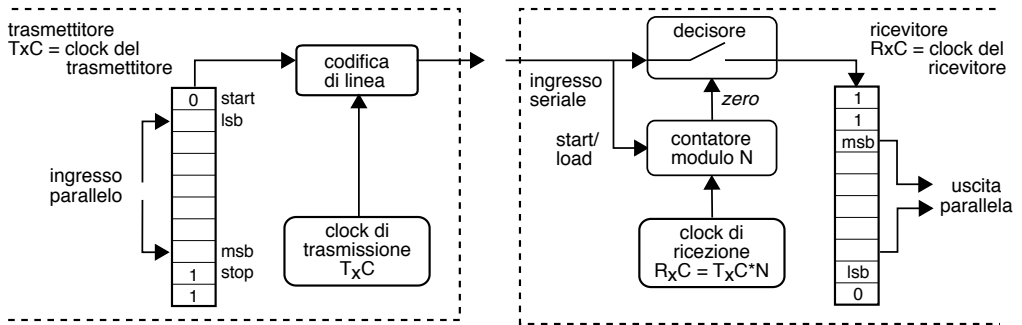 trasmettitore
TxC = clock del
trasmettitore
0
start
lsb
ingresso
parallelo
msb
1
stop
1
codifica
di linea
clock di
trasmissione
TxC
ingresso
seriale
start/
load
decisore
zero
contatore
modulo N
clock di
ricezione
RxC = TxC*N
ricevitore
RxC = clock del
ricevitore
1
1
msb
uscita
parallela
lsb
0